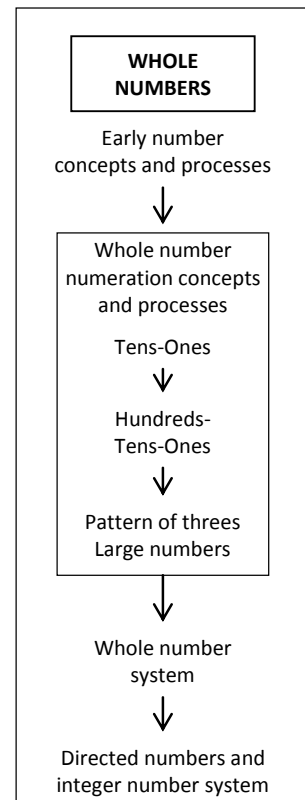 WHOLE
NUMBERS
Early number
concepts and processes
Whole number
numeration concepts
and processes
Tens-Ones
Hundreds-
Tens-Ones
Pattern of threes
Large numbers
Whole number
system
Directed numbers and
integer number system